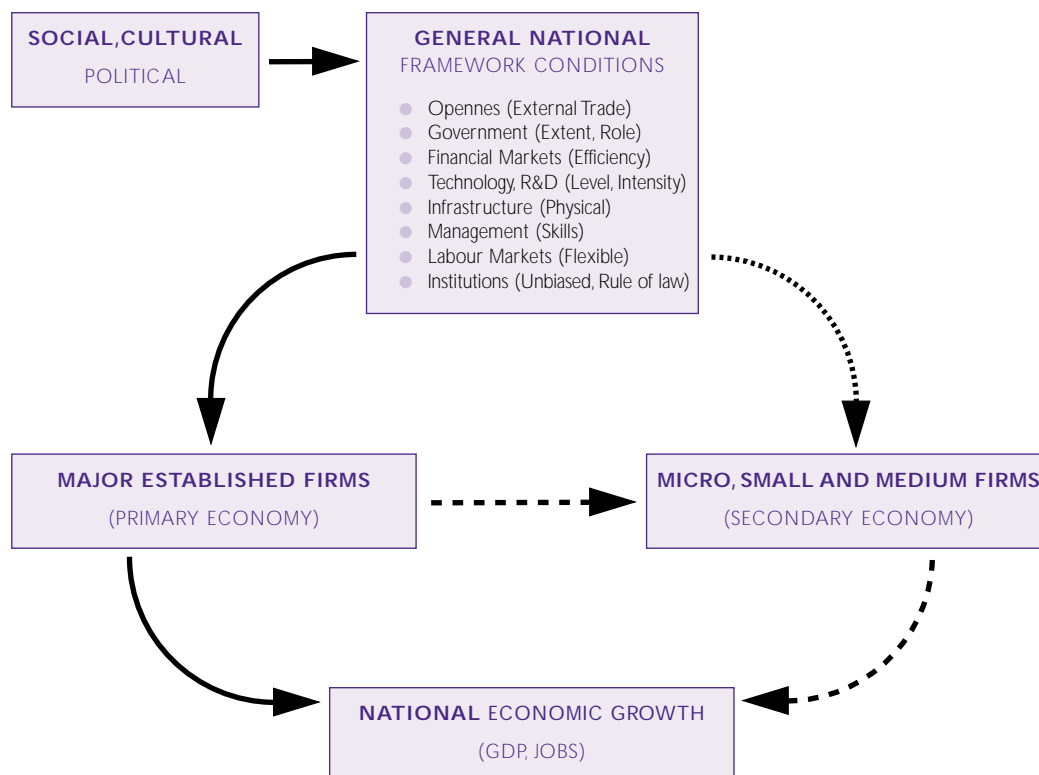 SOCIAL, CULTURAL
POLITICAL
GENERAL NATIONAL
FRAMEWORK CONDITIONS
Opennes (External Trade)
Government (Extent, Role)
Financial Markets (Efficiency)
Technology, R&D (Level, Intensity)
Infrastructure (Physical)
Management (Skills)
Labour Markets (Flexible)
Institutions (Unbiased, Rule of law)
MAJOR ESTABLISHED FIRMS
(PRIMARY ECONOMY)
MICRO, SMALL AND MEDIUM FIRMS
(SECONDARY ECONOMY)
NATIONAL ECONOMIC GROWTH
(GDP, JOBS)